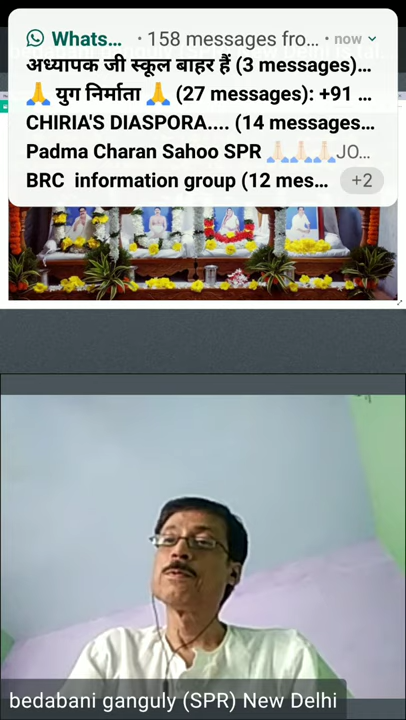 Whats... • 158 messages fro... • now
अध्यापक जी स्कूल बाहर हैं (3 messages)...
🙏 युग निर्माता 🙏 (27 messages): +91 ...
CHIRIA'S DIASPORA.... (14 messages...
Padma Charan Sahoo SPR 🙏🏻🙏🏻🙏🏻JO...
BRC information group (12 mes...
+2
bedabani ganguly (SPR) New Delhi